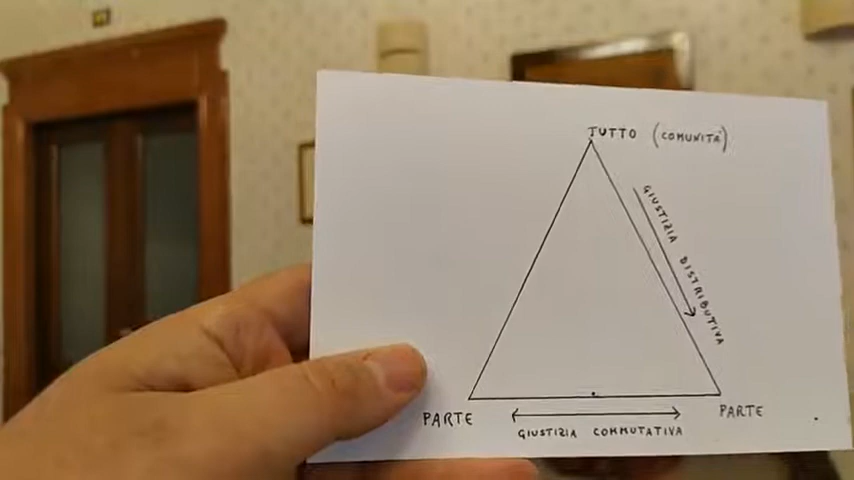 TUTTO (COMUNITÀ)
GIUSTIZIA DISTRIBUTIVA
PARTE
PARTE
GIUSTIZIA COMMUTATIVA